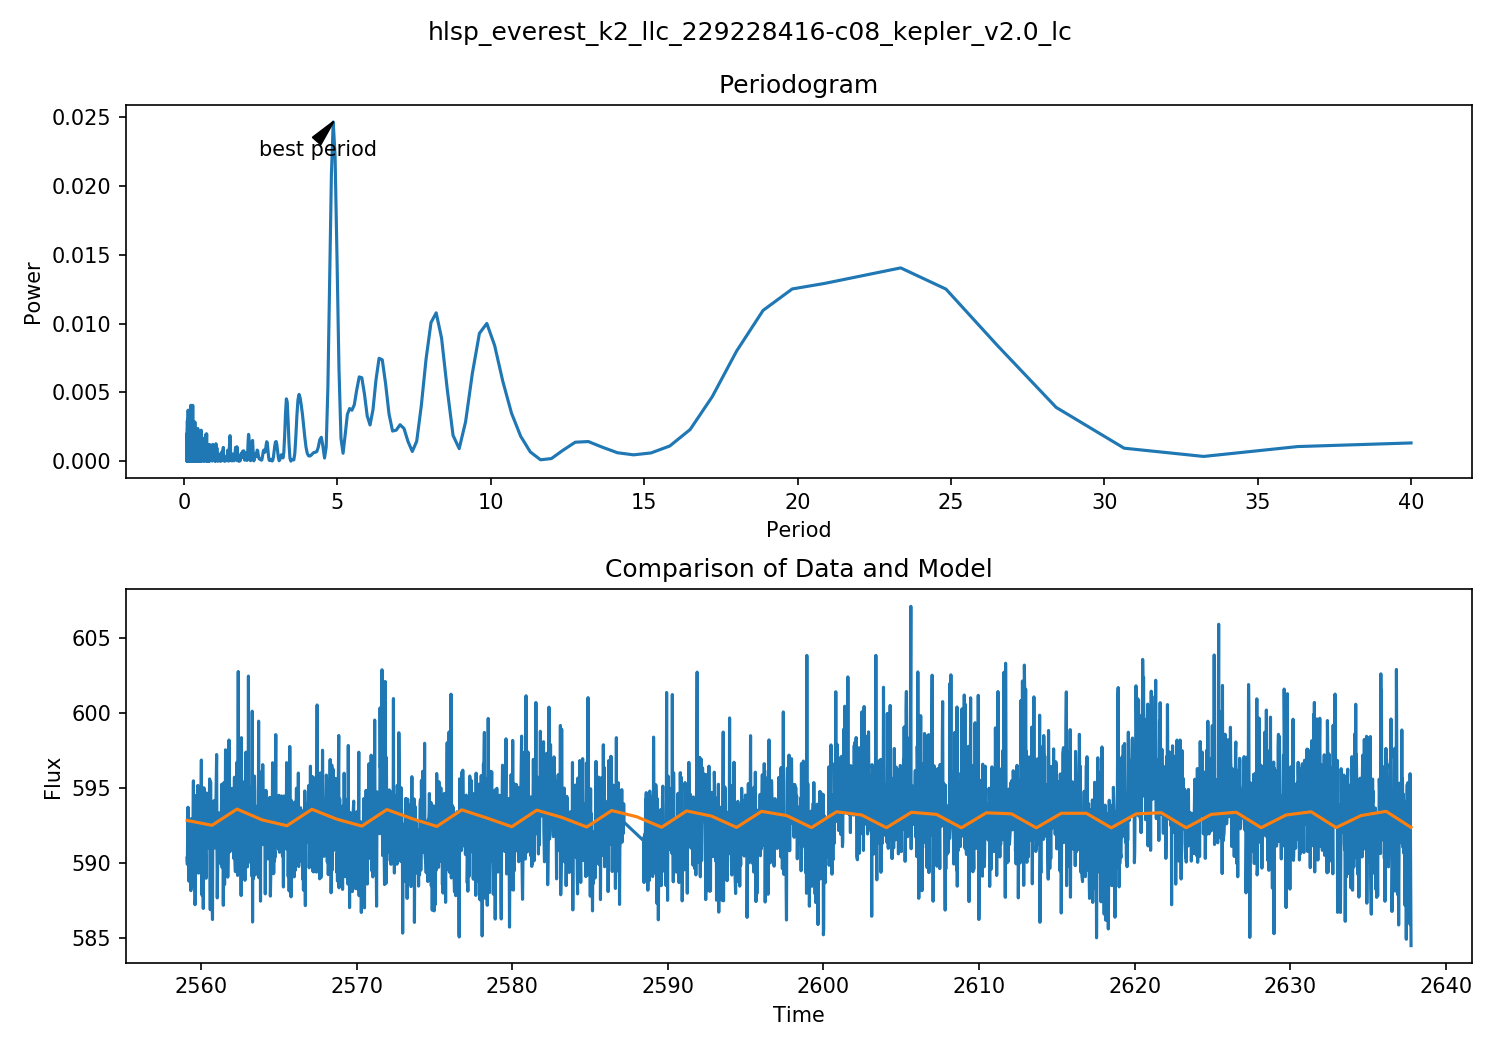 hlsp_everest_k2_llc_229228416-c08_kepler_v2.0_lc
Periodogram
0.025
0.020
0.015
0.010
0.005
0.000
Power
best period
0 5 10 15 20 25 30 35 40
Period
Comparison of Data and Model
605
600
595
590
585
Flux
2560 2570 2580 2590 2600 2610 2620 2630 2640
Time